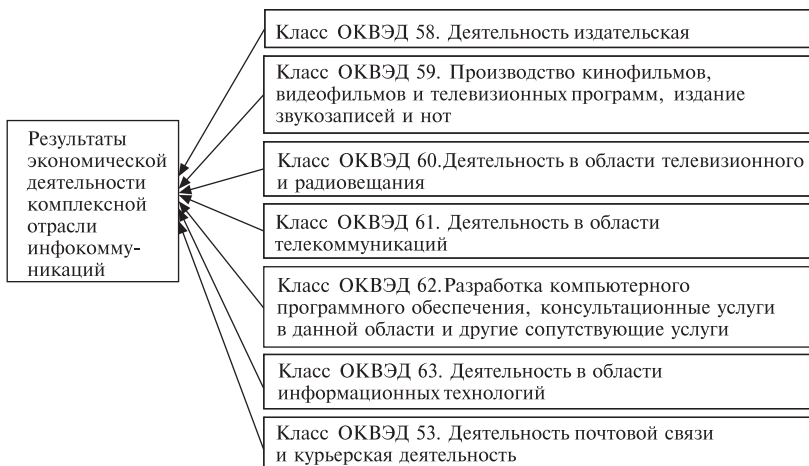 Результаты
экономической
деятельности
комплексной
отрасли
инфокомму-
никаций
Класс ОКВЭД 58. Деятельность издательская
Класс ОКВЭД 59. Производство кинофильмов,
видеофильмов и телевизионных программ, издание
звукозаписей и нот
Класс ОКВЭД 60.Деятельность в области телевизионного
и радиовещания
Класс ОКВЭД 61. Деятельность в области
телекоммуникаций
Класс ОКВЭД 62.Разработка компьютерного
программного обеспечения, консультационные услуги
в данной области и другие сопутствующие услуги
Класс ОКВЭД 63. Деятельность в области
информационных технологий
Класс ОКВЭД 53. Деятельность почтовой связи
и курьерская деятельность